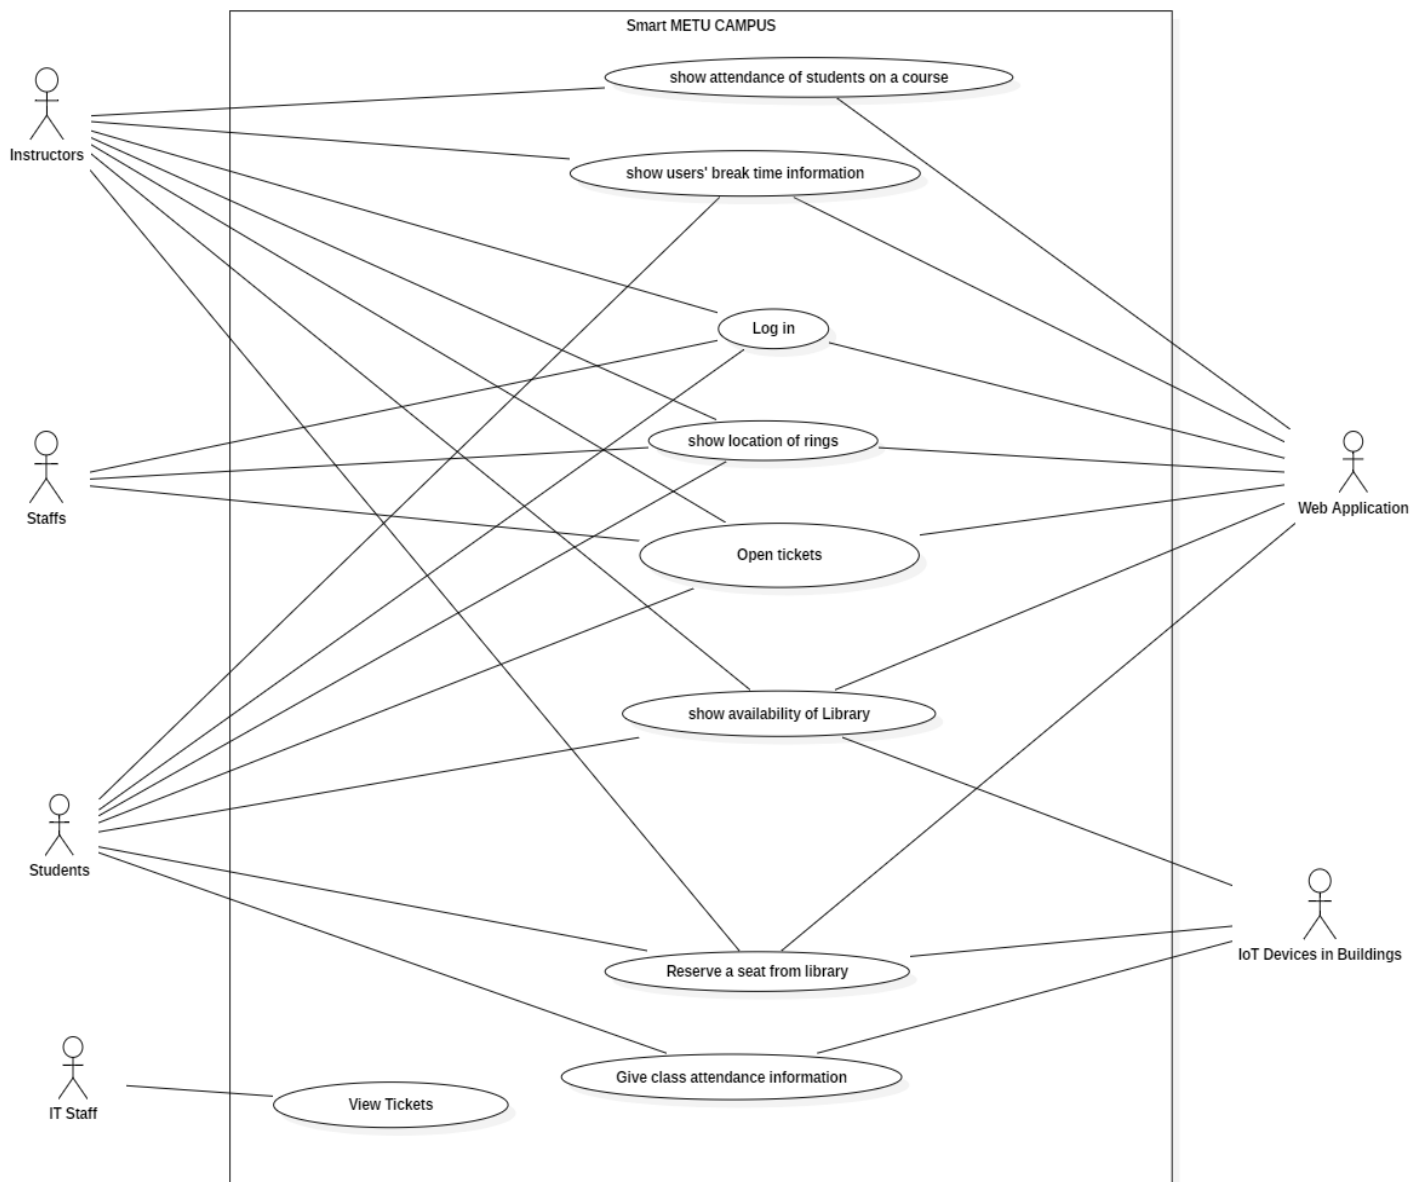 Smart METU CAMPUS
show attendance of students on a course
Instructors
show users' break time information
Log in
show location of rings
Staffs
Web Application
Open tickets
show availability of Library
Students
IoT Devices in Buildings
Reserve a seat from library
Give class attendance information
IT Staff
View Tickets